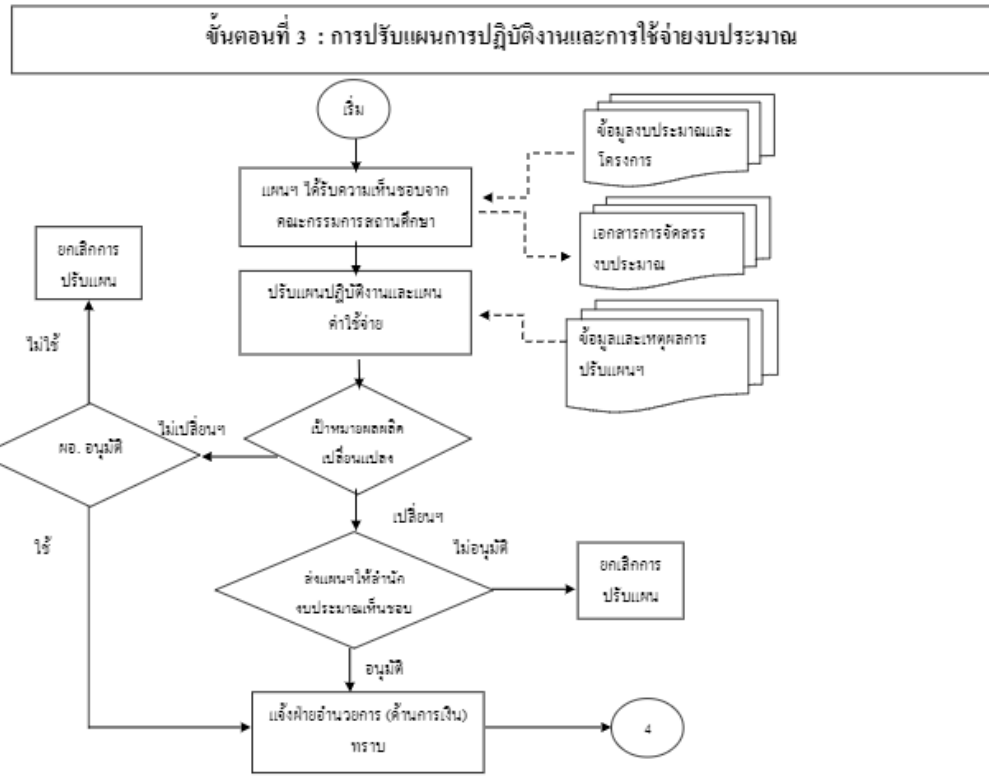 ขั้นตอนที่ 3 : การปรับแผนการปฏิบัติงานและการใช้จ่ายงบประมาณ
เริ่ม
ข้อมูลงบประมาณและ
โครงการ
แผนฯ ได้รับความเห็นชอบจาก
คณะกรรมการสถานศึกษา
เอกสารการจัดสรร
งบประมาณ
ยกเลิกการ
ปรับแผน
ปรับแผนปฏิบัติงานและแผน
ค่าใช้จ่าย
ข้อมูลและเหตุผลการ
ปรับแผนฯ
ไม่ใช้
ไม่เปลี่ยนฯ
ผอ. อนุมัติ
เป้าหมายผลผลิต
เปลี่ยนแปลง
เปลี่ยนฯ
ใช้
ไม่อนุมัติ
ส่งแผนฯให้สำนัก
งบประมาณเห็นชอบ
ยกเลิกการ
ปรับแผน
อนุมัติ
แจ้งฝ่ายอำนวยการ (ด้านการเงิน)
ทราบ
4